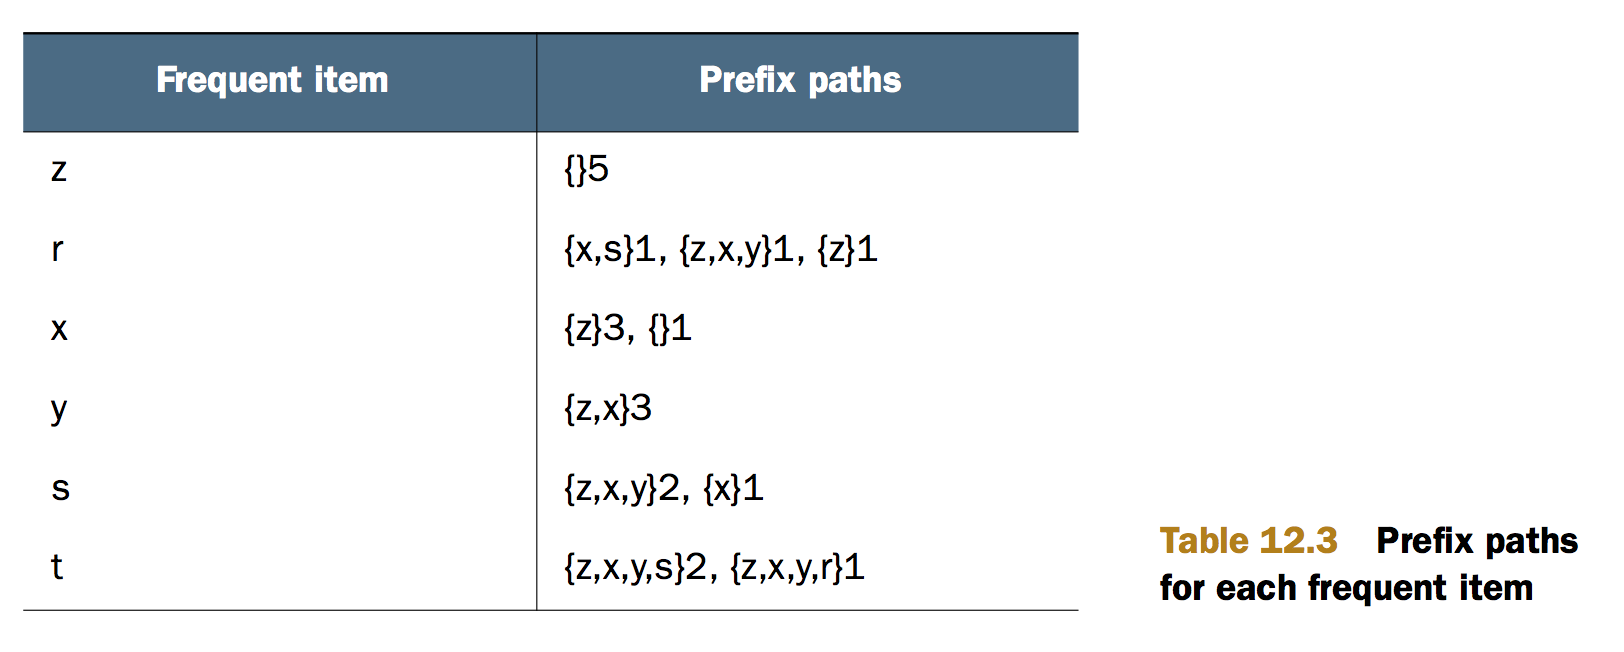 Frequent item Prefix paths
z {}5
r {x,s}1, {z,x,y}1, {z}1
x {z}3, {}1
y {z,x}3
s {z,x,y}2, {x}1
t {z,x,y,s}2, {z,x,y,r}1
Table 12.3 Prefix paths
for each frequent item